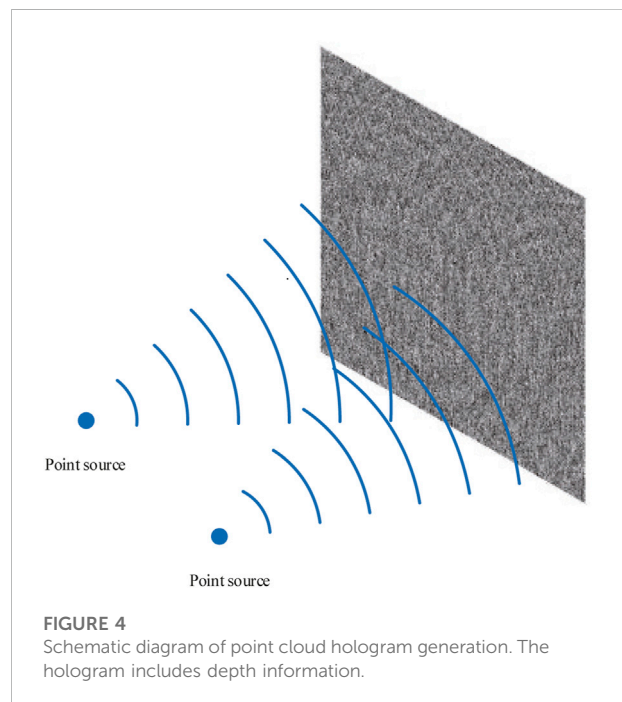 Point source
Point source
FIGURE 4
Schematic diagram of point cloud hologram generation. The
hologram includes depth information.